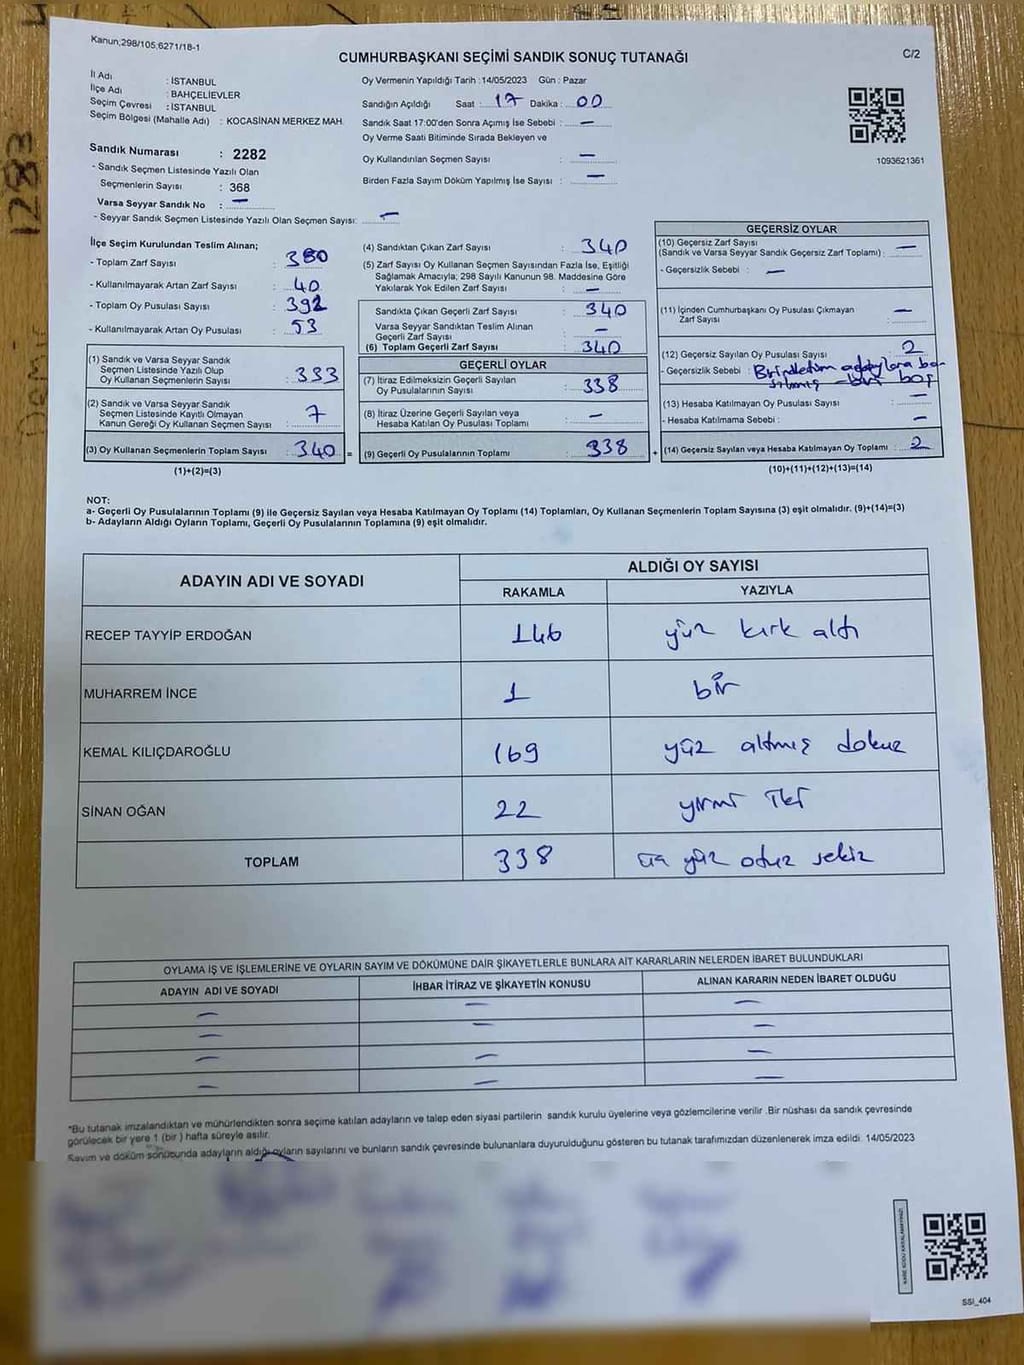 Kanun;298/105,6271/18-1
C/2
CUMHURBAŞKANI SEÇİMİ SANDIK SONUÇ TUTANAĞI
İl Adı : İSTANBUL
İlçe Adı : BAHÇELİEVLER
Seçim Çevresi : İSTANBUL
Seçim Bölgesi (Mahalle Adı) : KOCASİNAN MERKEZ MAH.
Sandık Numarası : 2282
- Sandık Seçmen Listesinde Yazılı Olan
Seçmenlerin Sayısı : 368
Varsa Seyyar Sandık No : —
- Seyyar Sandık Seçmen Listesinde Yazılı Olan Seçmen Sayısı: —
Oy Vermenin Yapıldığı Tarih : 14/05/2023 Gün : Pazar
Sandığın Açıldığı Saat : 17 Dakika : 00
Sandık Saat 17:00'den Sonra Açımış İse Sebebi : —
Oy Verme Saati Bitiminde Sırada Bekleyen ve
Oy Kullandırılan Seçmen Sayısı : —
Birden Fazla Sayım Döküm Yapılmış İse Sayısı : —
1093621361
İlçe Seçim Kurulundan Teslim Alınan;
- Toplam Zarf Sayısı : 380
- Kullanılmayarak Artan Zarf Sayısı : 40
- Toplam Oy Pusulası Sayısı : 392
- Kullanılmayarak Artan Oy Pusulası : 53
(1) Sandık ve Varsa Seyyar Sandık
Seçmen Listesinde Yazılı Olup
Oy Kullanan Seçmenlerin Sayısı : 333
(2) Sandık ve Varsa Seyyar Sandık
Seçmen Listesinde Kayıtlı Olmayan
Kanun Gereği Oy Kullanan Seçmen Sayısı : 7
(3) Oy Kullanan Seçmenlerin Toplam Sayısı : 340 =
(1)+(2)=(3)
(4) Sandıktan Çıkan Zarf Sayısı : 340
(5) Zarf Sayısı Oy Kullanan Seçmen Sayısından Fazla İse, Eşitliği
Sağlamak Amacıyla; 298 Sayılı Kanunun 98. Maddesine Göre
Yakılarak Yok Edilen Zarf Sayısı : —
Sandıkta Çıkan Geçerli Zarf Sayısı : 340
Varsa Seyyar Sandıktan Teslim Alınan
Geçerli Zarf Sayısı : —
(6) Toplam Geçerli Zarf Sayısı : 340
GEÇERLİ OYLAR
(7) İtiraz Edilmeksizin Geçerli Sayılan
Oy Pusulalarının Sayısı : 338
(8) İtiraz Üzerine Geçerli Sayılan veya
Hesaba Katılan Oy Pusulası Toplamı : —
(9) Geçerli Oy Pusulalarının Toplamı : 338 +
GEÇERSİZ OYLAR
(10) Geçersiz Zarf Sayısı
(Sandık ve Varsa Seyyar Sandık Geçersiz Zarf Toplamı) : —
- Geçersizlik Sebebi : —
(11) İçinden Cumhurbaşkanı Oy Pusulası Çıkmayan
Zarf Sayısı : —
(12) Geçersiz Sayılan Oy Pusulası Sayısı : 2
- Geçersizlik Sebebi : Birinde tüm adaylara ba
sılmış - biri boş
(13) Hesaba Katılmayan Oy Pusulası Sayısı : —
- Hesaba Katılmama Sebebi : —
(14) Geçersiz Sayılan veya Hesaba Katılmayan Oy Toplamı : 2
(10)+(11)+(12)+(13)=(14)
NOT:
a- Geçerli Oy Pusulalarının Toplamı (9) ile Geçersiz Sayılan veya Hesaba Katılmayan Oy Toplamı (14) Toplamları, Oy Kullanan Seçmenlerin Toplam Sayısına (3) eşit olmalıdır. (9)+(14)=(3)
b- Adayların Aldığı Oyların Toplamı, Geçerli Oy Pusulalarının Toplamına (9) eşit olmalıdır.
ADAYIN ADI VE SOYADI ALDIĞI OY SAYISI
RAKAMLA YAZIYLA
RECEP TAYYİP ERDOĞAN 146 yüz kırk altı
MUHARREM İNCE 1 bir
KEMAL KILIÇDAROĞLU 169 yüz altmış dokuz
SİNAN OĞAN 22 yirmi iki
TOPLAM 338 üç yüz otuz sekiz
OYLAMA İŞ VE İŞLEMLERİNE VE OYLARIN SAYIM VE DÖKÜMÜNE DAİR ŞİKAYETLERLE BUNLARA AİT KARARLARIN NELERDEN İBARET BULUNDUKLARI
ADAYIN ADI VE SOYADI İHBAR İTİRAZ VE ŞİKAYETİN KONUSU ALINAN KARARIN NEDEN İBARET OLDUĞU
— — —
— — —
— — —
— — —
*Bu tutanak imzalandıktan ve mühürlendikten sonra seçime katılan adayların ve talep eden siyasi partilerin sandık kurulu üyelerine veya gözlemcilerine verilir .Bir nüshası da sandık çevresinde
görülecek bir yere 1 (bir ) hafta süreyle asılır.
Sayım ve döküm sonucunda adayların aldığı oyların sayılarını ve bunların sandık çevresinde bulunanlara duyurulduğunu gösteren bu tutanak tarafımızdan düzenlenerek imza edildi. 14/05/2023
SSI_404
1283